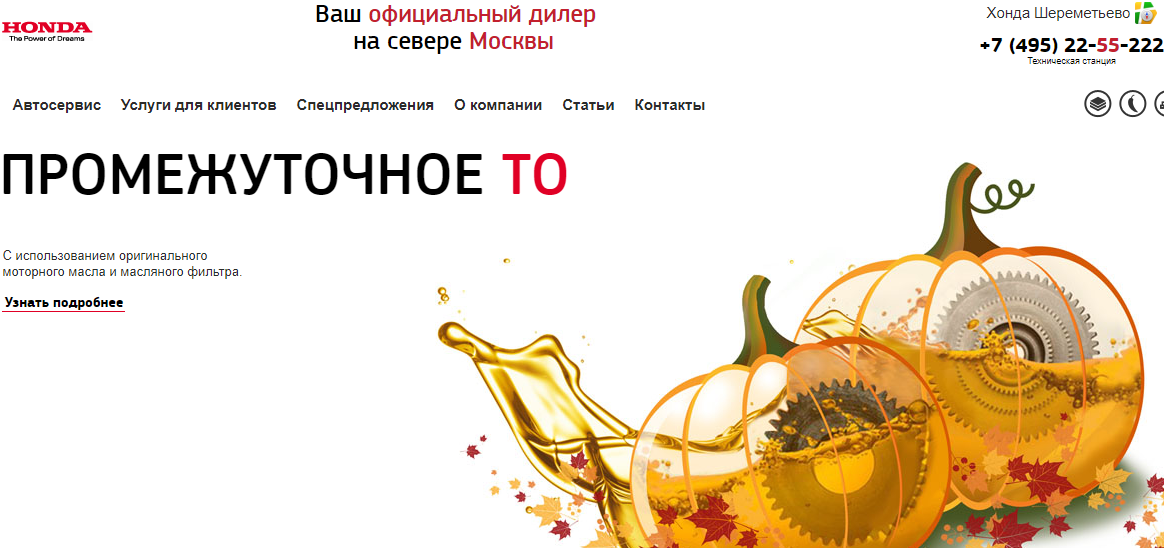 HONDA
The Power of Dreams
Ваш официальный дилер
на севере Москвы
Хонда Шереметьево
+7 (495) 22-55-222
Техническая станция
Автосервис Услуги для клиентов Спецпредложения О компании Статьи Контакты
ПРОМЕЖУТОЧНОЕ ТО
С использованием оригинального
моторного масла и масляного фильтра.
Узнать подробнее